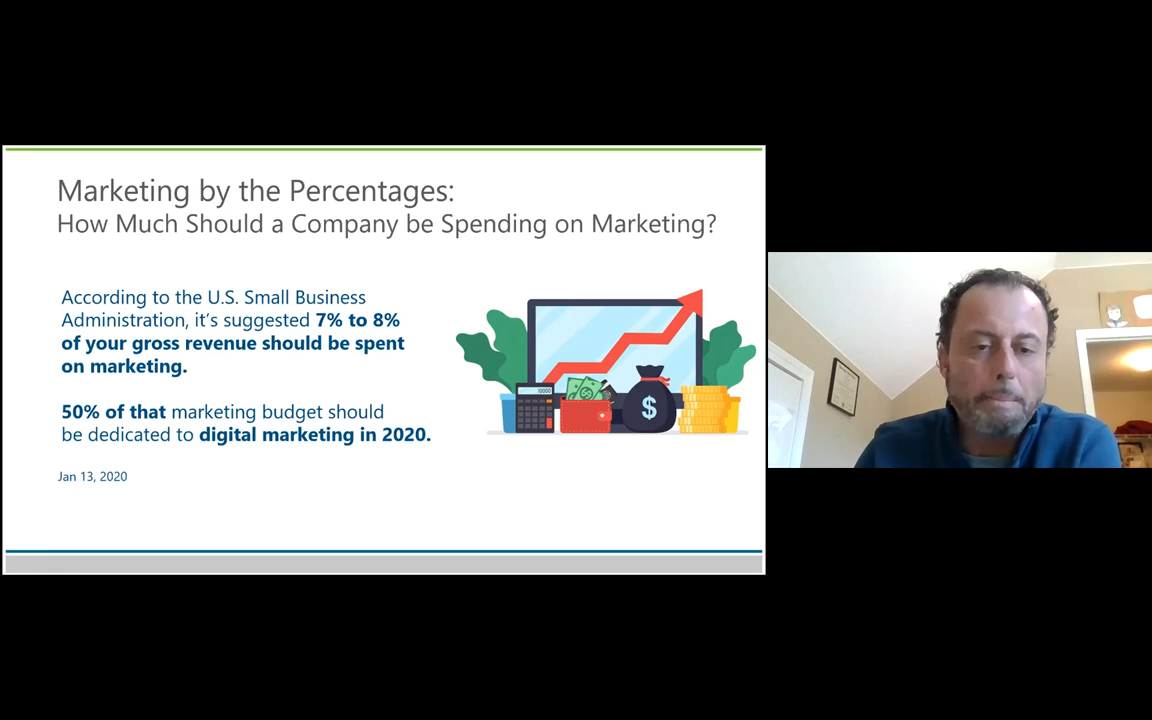 Marketing by the Percentages:
How Much Should a Company be Spending on Marketing?
According to the U.S. Small Business
Administration, it's suggested 7% to 8%
of your gross revenue should be spent
on marketing.
50% of that marketing budget should
be dedicated to digital marketing in 2020.
Jan 13, 2020
10000
$